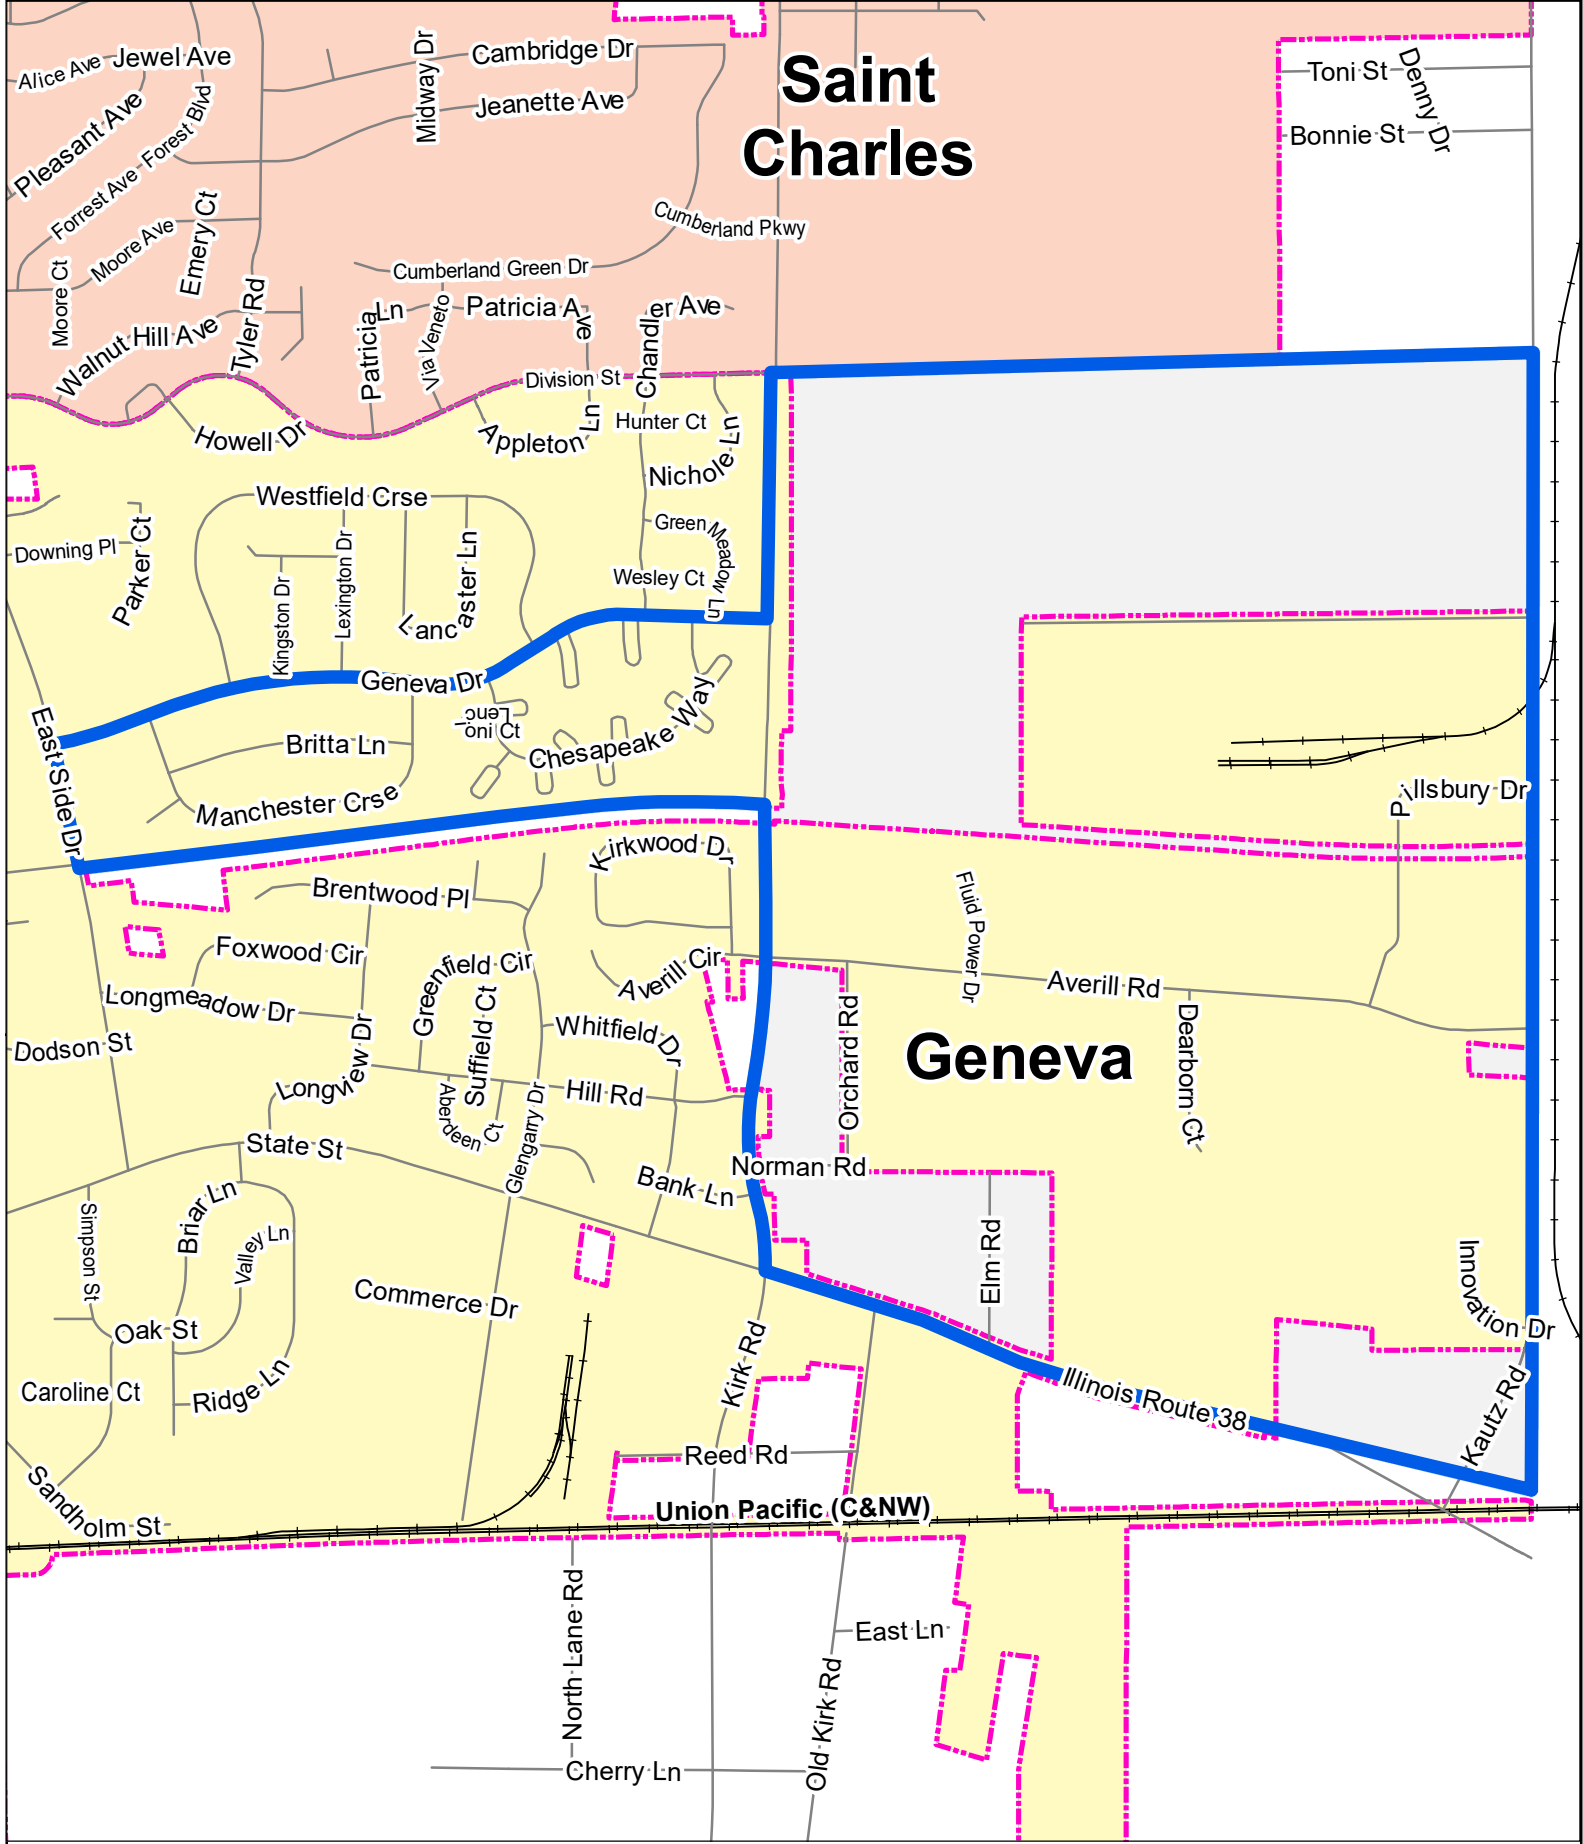 Alice Ave
Jewel Ave
Pleasant Ave
Forest Blvd
Forrest Ave
Moore Ave
Emery Ct
Moore Ct
Walnut Hill Ave
Tyler Rd
Midway Dr
Cambridge Dr
Jeanette Ave
Saint
Charles
Toni St
Denny Dr
Bonnie St
Cumberland Pkwy
Cumberland Green Dr
Patricia Ln
Via Veneto
Patricia Ave
Chandler Ave
Division St
Howell Dr
Appleton Ln
Hunter Ct
Nichole Ln
Westfield Crse
Green Meadow Ln
Downing Pl
Parker Ct
Kingston Dr
Lexington Dr
Lancaster Ln
Wesley Ct
Geneva Dr
East Side Dr
Britta Ln
Lencioni Ct
Chesapeake Way
Manchester Crse
Pillsbury Dr
Kirkwood Dr
Brentwood Pl
Fluid Power Dr
Foxwood Cir
Greenfield Cir
Averill Cir
Averill Rd
Longmeadow Dr
Suffield Ct
Whitfield Dr
Orchard Rd
Geneva
Dearborn Ct
Dodson St
Longview Dr
Aberdeen Ct
Hill Rd
Glengarry Dr
State St
Norman Rd
Bank Ln
Simpson St
Briar Ln
Valley Ln
Elm Rd
Innovation Dr
Commerce Dr
Oak St
Kirk Rd
Caroline Ct
Ridge Ln
Illinois Route 38
Kautz Rd
Reed Rd
Sandholm St
Union Pacific (C&NW)
North Lane Rd
East Ln
Old Kirk Rd
Cherry Ln